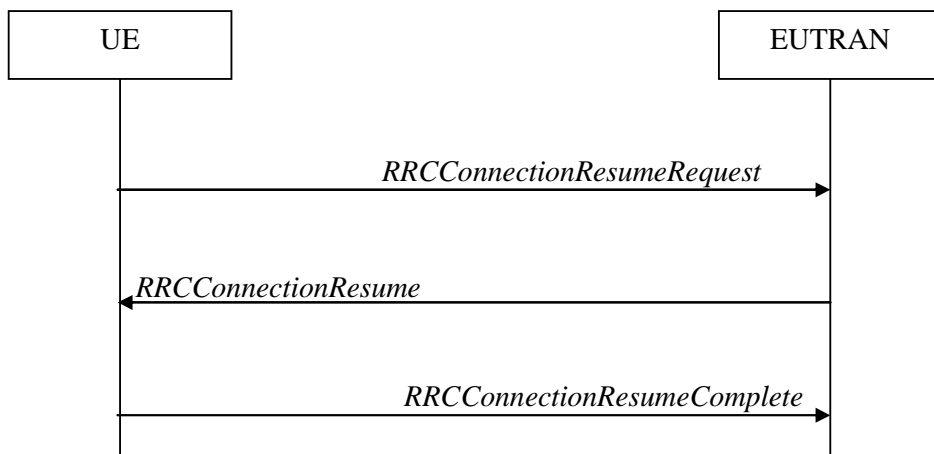 UE
EUTRAN
RRCConnectionResumeRequest
RRCConnectionResume
RRCConnectionResumeComplete